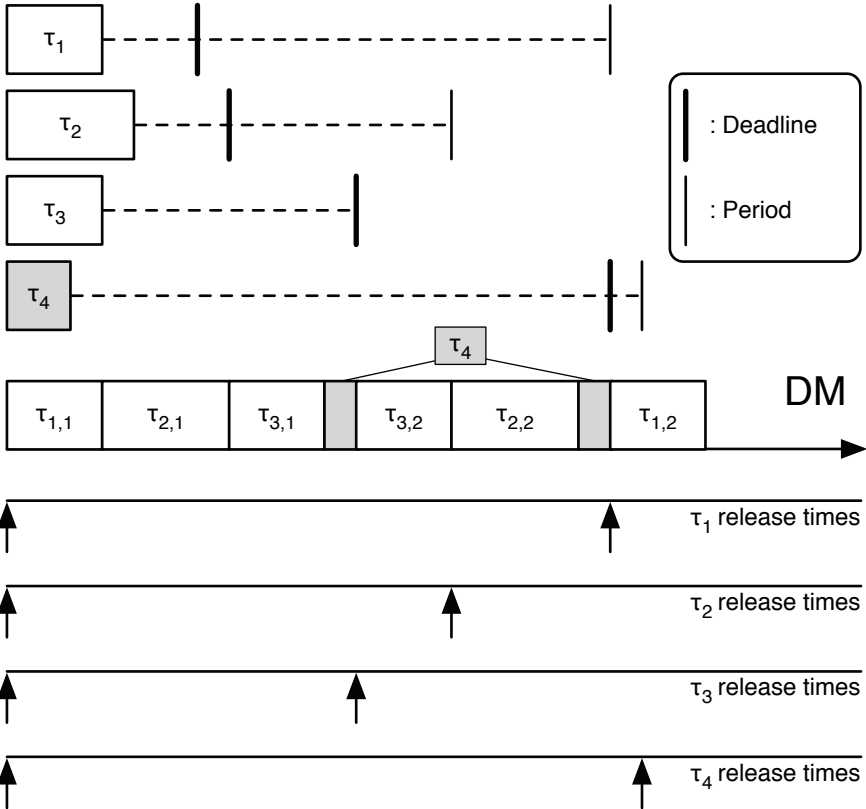 τ1
τ2
: Deadline
τ3
: Period
τ4
τ4
DM
τ1,1 τ2,1 τ3,1 τ3,2 τ2,2 τ1,2
τ1 release times
τ2 release times
τ3 release times
τ4 release times